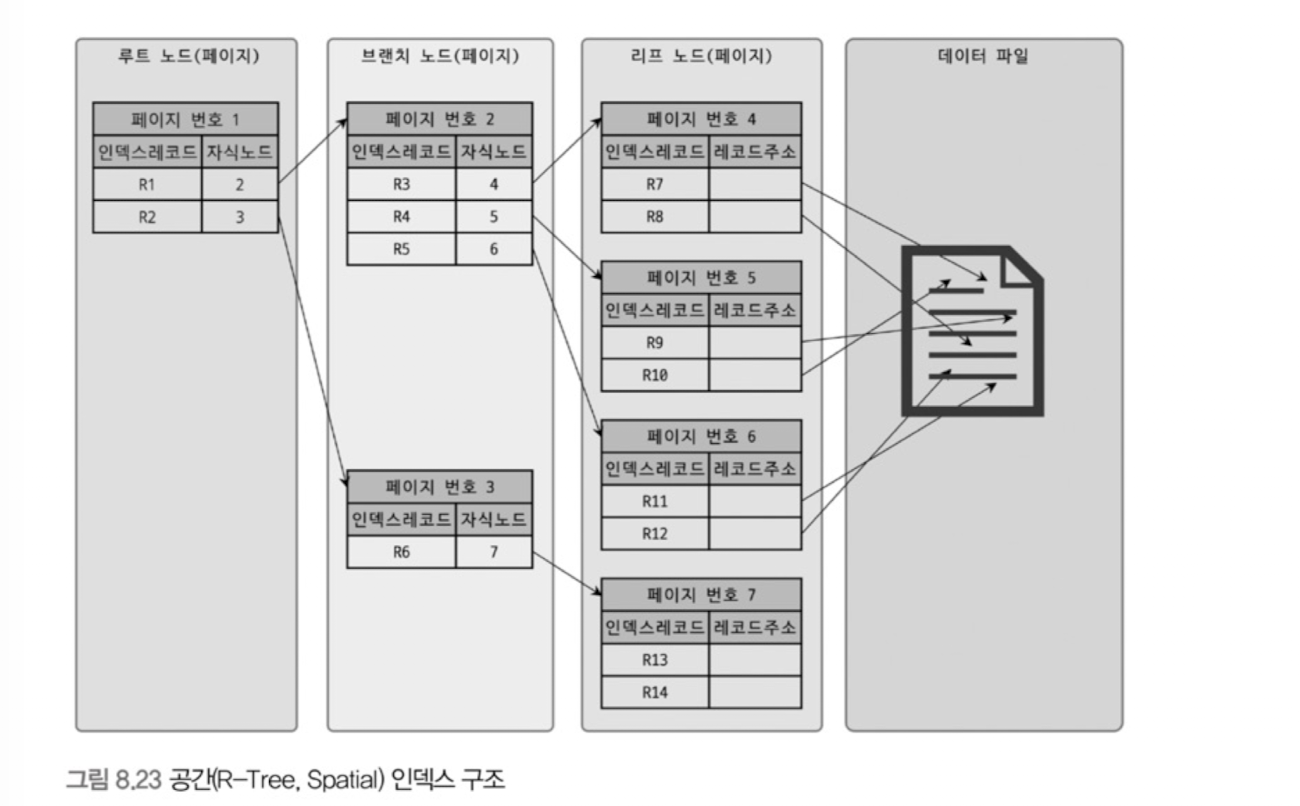 루트 노드(페이지)
페이지 번호 1
인덱스레코드 자식노드
R1 2
R2 3
브랜치 노드(페이지)
페이지 번호 2
인덱스레코드 자식노드
R3 4
R4 5
R5 6
페이지 번호 3
인덱스레코드 자식노드
R6 7
리프 노드(페이지)
페이지 번호 4
인덱스레코드 레코드주소
R7
R8
페이지 번호 5
인덱스레코드 레코드주소
R9
R10
페이지 번호 6
인덱스레코드 레코드주소
R11
R12
페이지 번호 7
인덱스레코드 레코드주소
R13
R14
데이터 파일
그림 8.23 공간(R-Tree, Spatial) 인덱스 구조